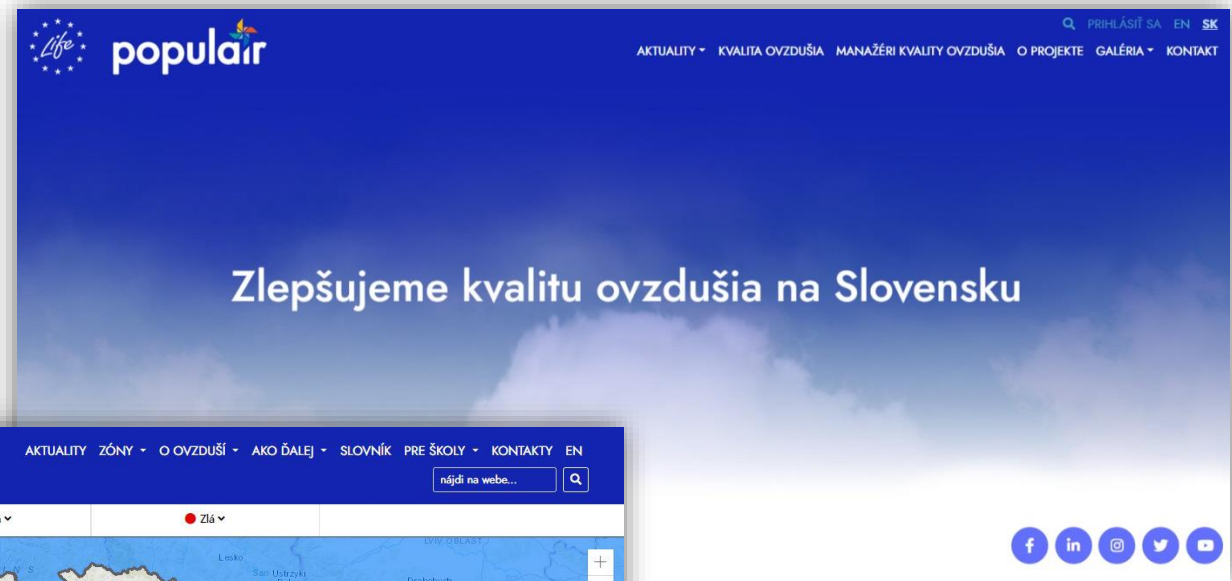 Life
populair
PRIHLÁSIŤ SA EN SK
AKTUALITY KVALITA OVZDUŠIA MANAŽÉRI KVALITY OVZDUŠIA O PROJEKTE GALÉRIA KONTAKT
Zlepšujeme kvalitu ovzdušia na Slovensku
AKTUALITY ZÓNY O OVZDUŠÍ AKO ĎALEJ SLOVNÍK PRE ŠKOLY KONTAKTY EN
nájdi na webe...
Zlá
LVIV OBLAST
Lesko
Ustrzyki